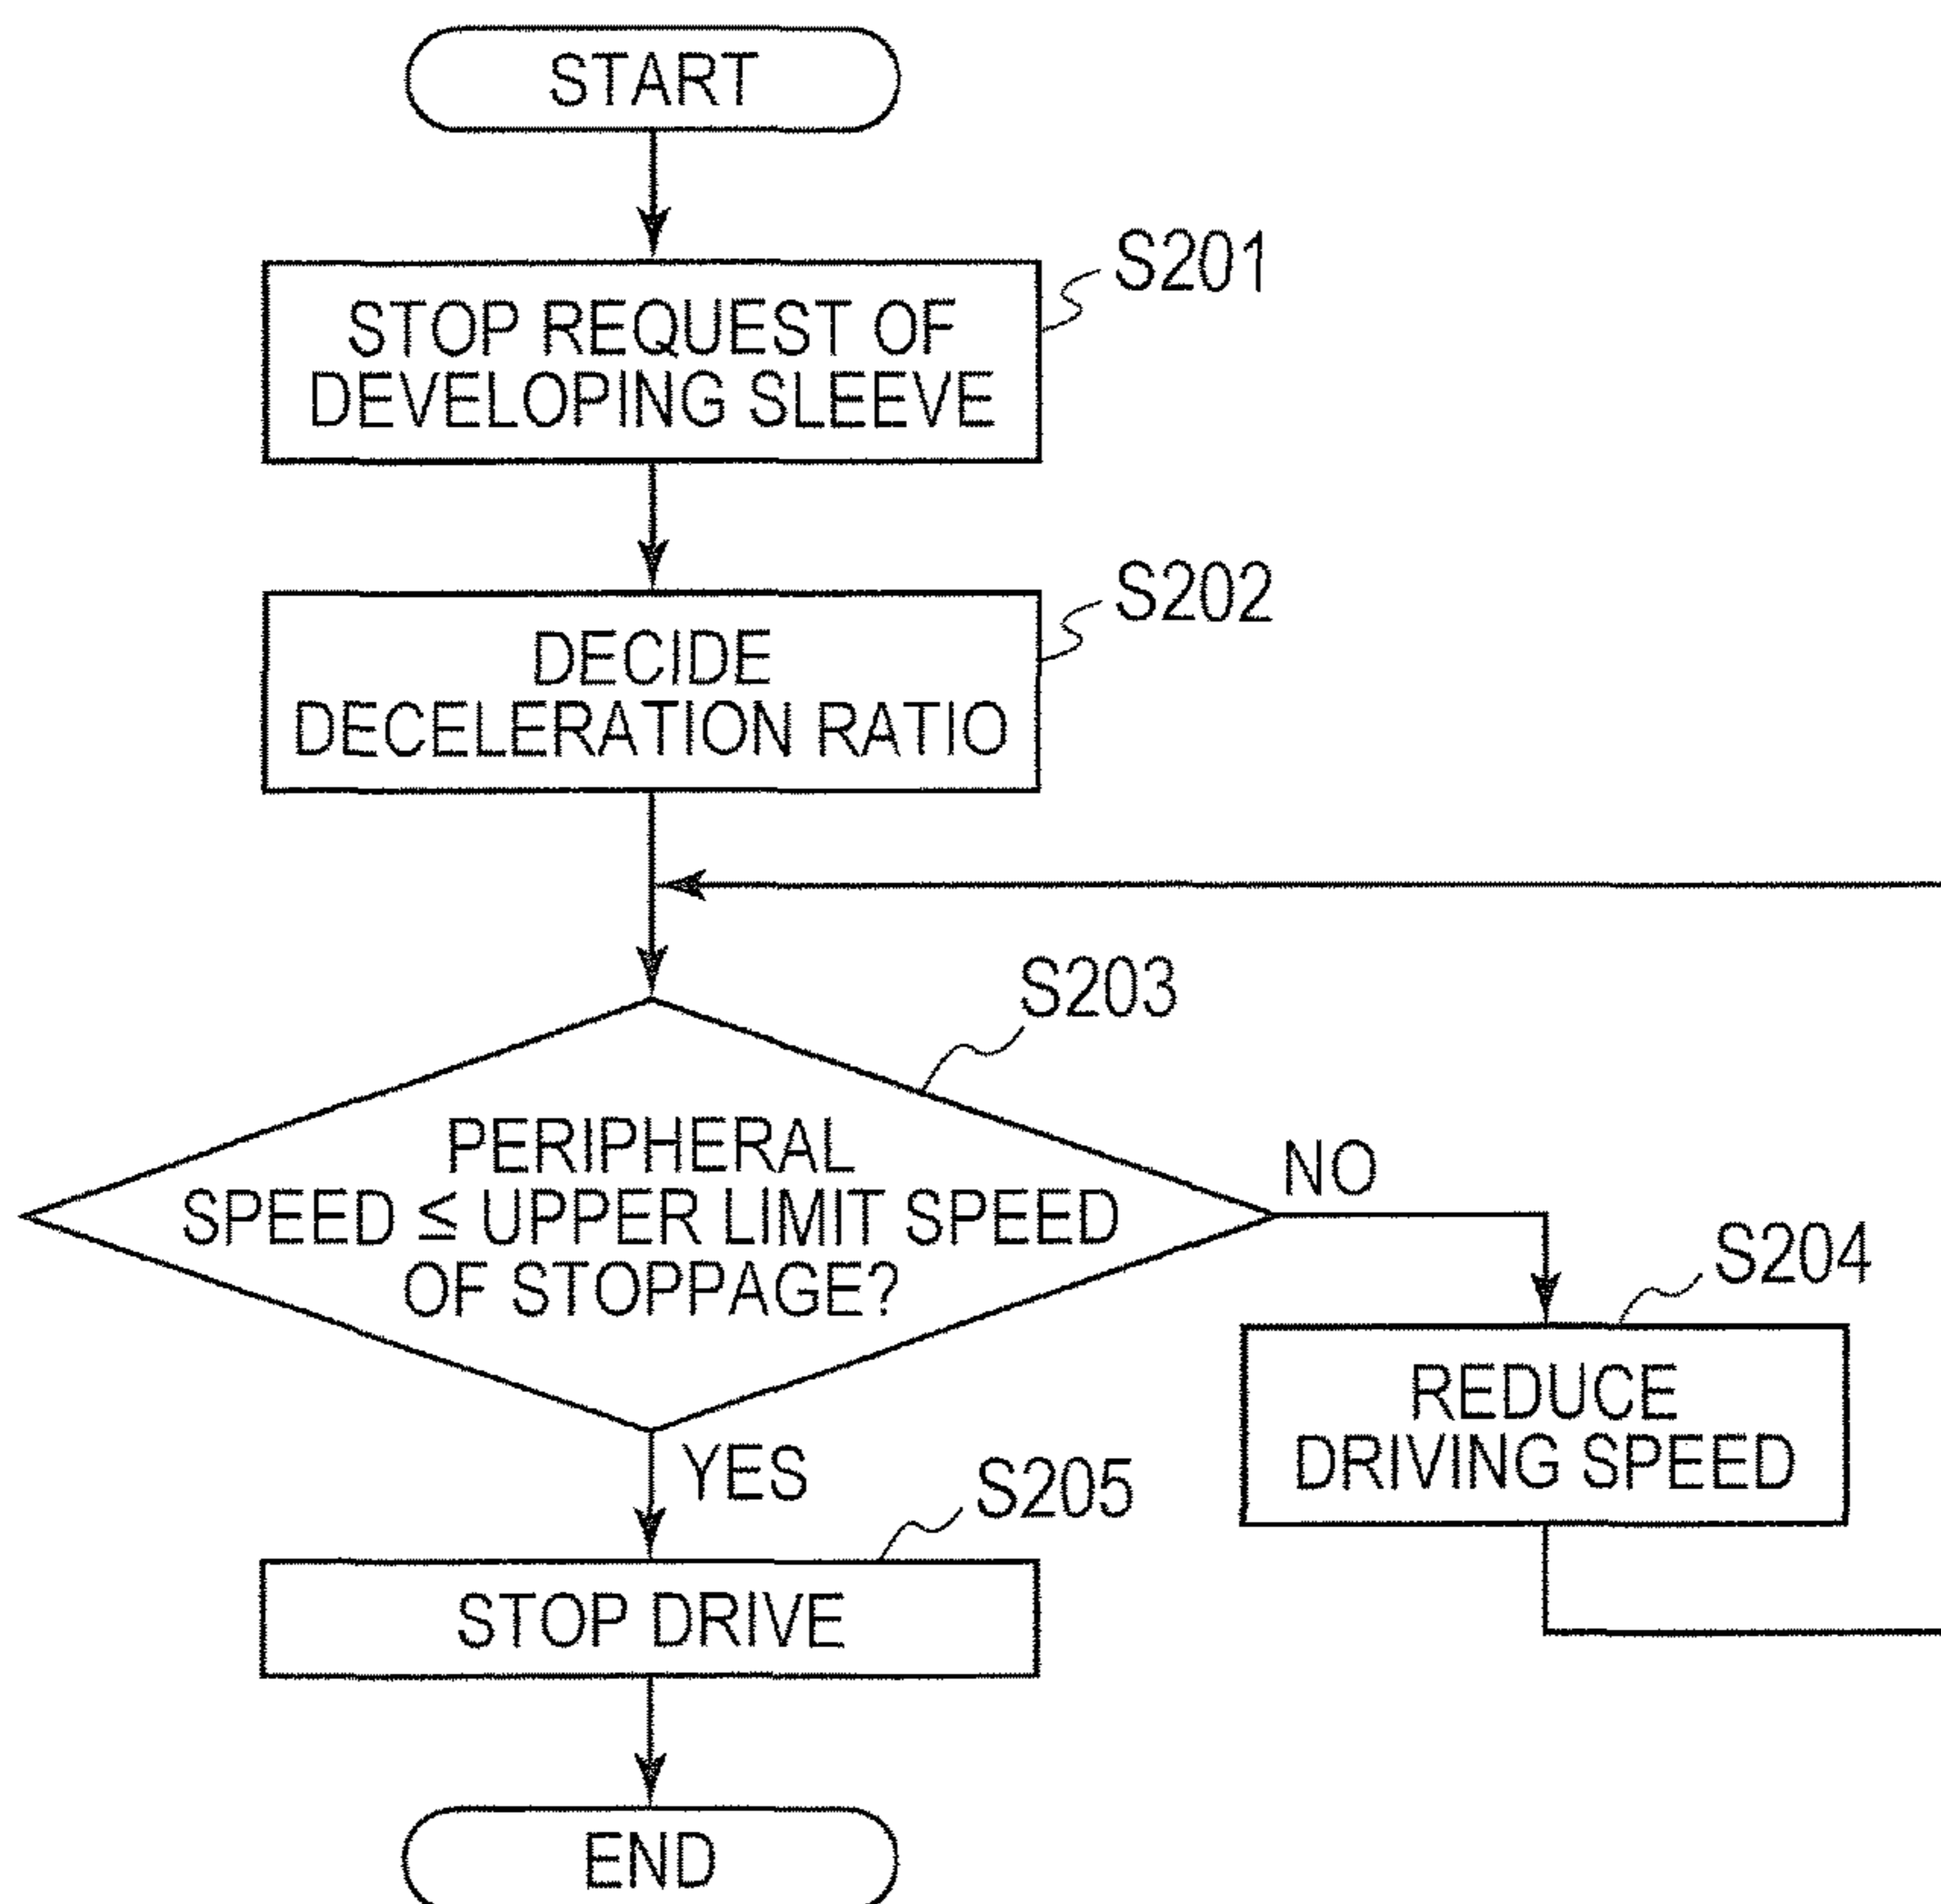 START
S201
STOP REQUEST OF
DEVELOPING SLEEVE
S202
DECIDE
DECELERATION RATIO
S203
PERIPHERAL
SPEED ≤ UPPER LIMIT SPEED
OF STOPPAGE?
NO
S204
REDUCE
DRIVING SPEED
YES
S205
STOP DRIVE
END